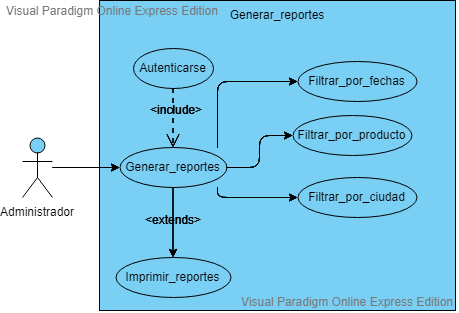 Visual Paradigm Online Express Edition
Generar_reportes
Autenticarse
Filtrar_por_fechas
<include>
Filtrar_por_producto
Generar_reportes
Filtrar_por_ciudad
Administrador
<extends>
Imprimir_reportes
Visual Paradigm Online Express Edition